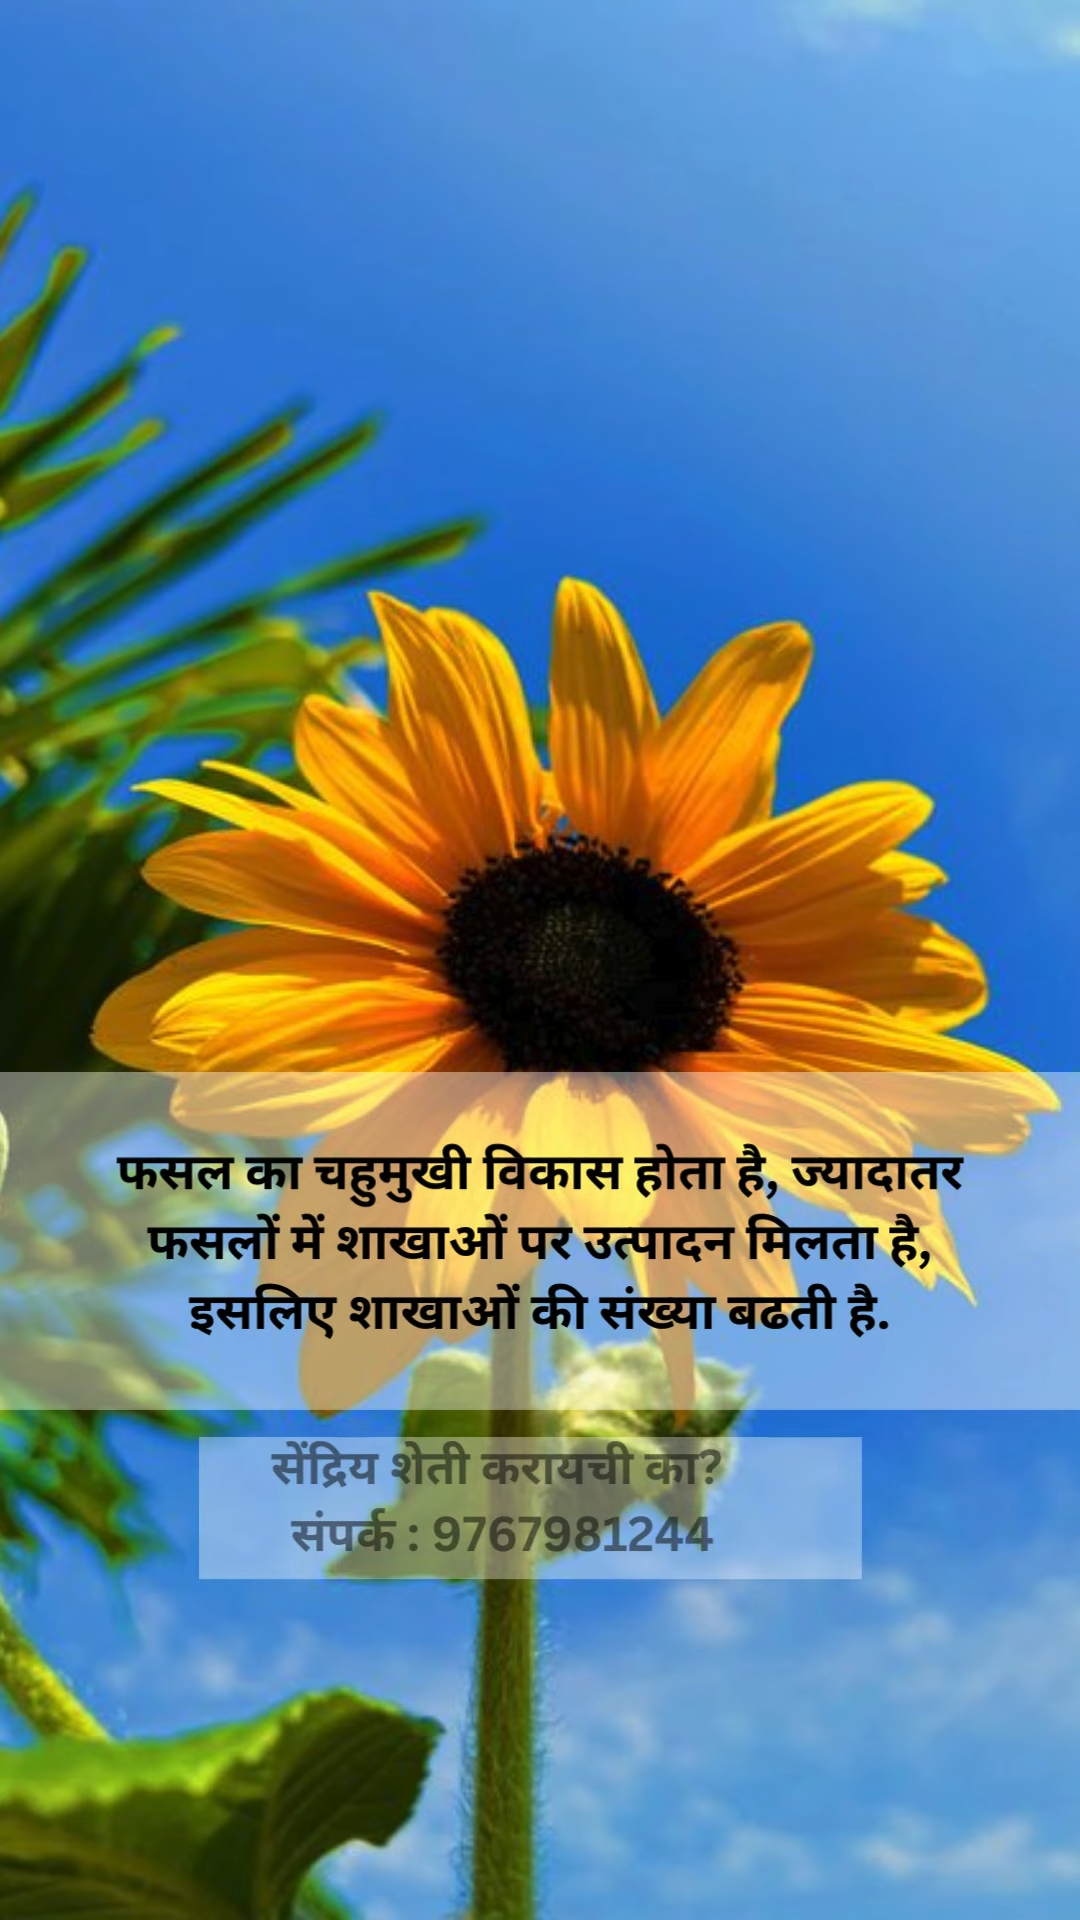 फसल का चहुमुखी विकास होता है, ज्यादातर
फसलों में शाखाओं पर उत्पादन मिलता है,
इसलिए शाखाओं की संख्या बढती है.
सेंद्रिय शेती करायची का?
संपर्क : 9767981244